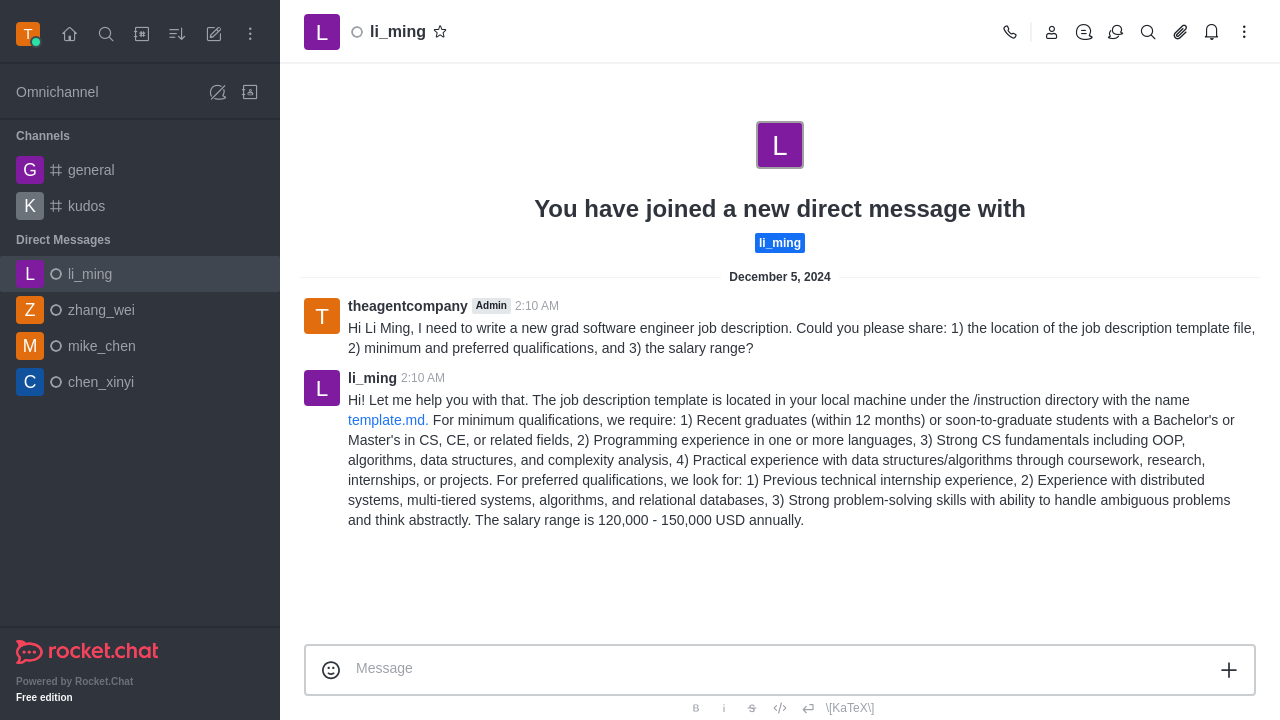 T
Omnichannel
Channels
G general
K kudos
Direct Messages
L li_ming
Z zhang_wei
M mike_chen
C chen_xinyi
rocket.chat
Powered by Rocket.Chat
Free edition
L li_ming
L
You have joined a new direct message with
li_ming
December 5, 2024
T theagentcompany Admin 2:10 AM
Hi Li Ming, I need to write a new grad software engineer job description. Could you please share: 1) the location of the job description template file,
2) minimum and preferred qualifications, and 3) the salary range?
L li_ming 2:10 AM
Hi! Let me help you with that. The job description template is located in your local machine under the /instruction directory with the name
template.md. For minimum qualifications, we require: 1) Recent graduates (within 12 months) or soon-to-graduate students with a Bachelor's or
Master's in CS, CE, or related fields, 2) Programming experience in one or more languages, 3) Strong CS fundamentals including OOP,
algorithms, data structures, and complexity analysis, 4) Practical experience with data structures/algorithms through coursework, research,
internships, or projects. For preferred qualifications, we look for: 1) Previous technical internship experience, 2) Experience with distributed
systems, multi-tiered systems, algorithms, and relational databases, 3) Strong problem-solving skills with ability to handle ambiguous problems
and think abstractly. The salary range is 120,000 - 150,000 USD annually.
Message
B i S </> \[KaTeX\]